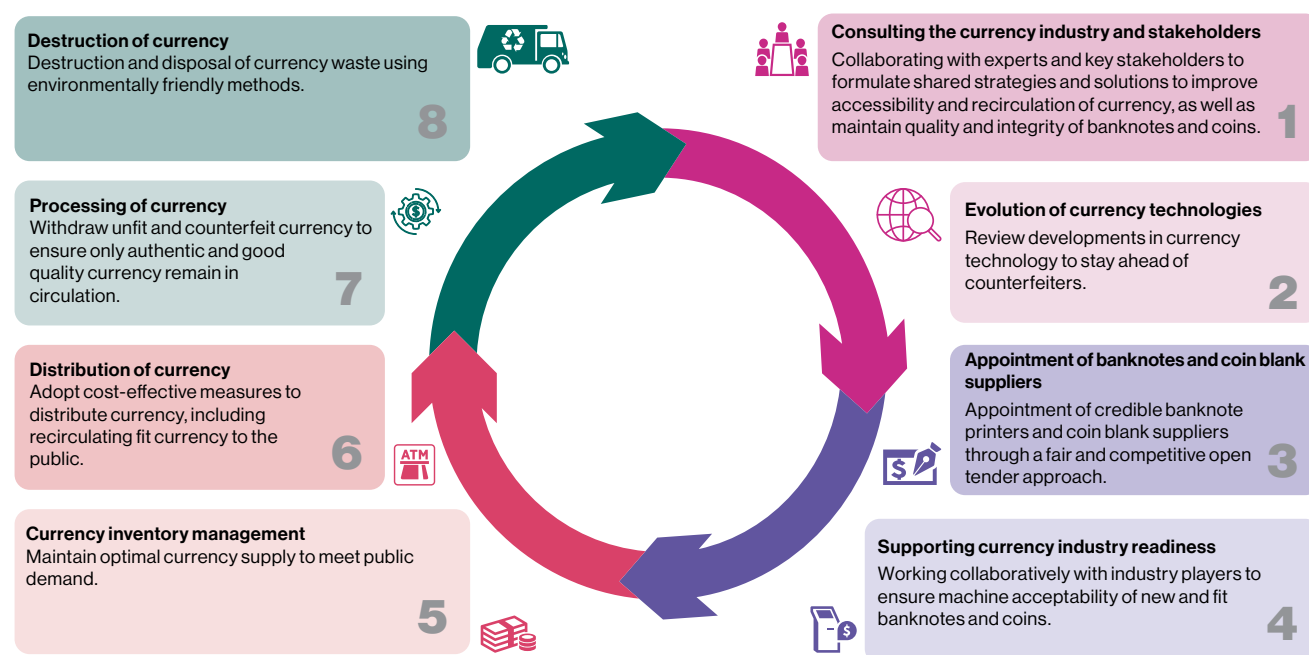 Consulting the currency industry and stakeholders
Collaborating with experts and key stakeholders to
formulate shared strategies and solutions to improve
accessibility and recirculation of currency, as well as
maintain quality and integrity of banknotes and coins.
1
Evolution of currency technologies
Review developments in currency
technology to stay ahead of
counterfeiters.
2
Appointment of banknotes and coin blank
suppliers
Appointment of credible banknote
printers and coin blank suppliers
through a fair and competitive open
tender approach.
3
$
Supporting currency industry readiness
Working collaboratively with industry players to
ensure machine acceptability of new and fit
banknotes and coins.
4
$
Currency inventory management
Maintain optimal currency supply to meet public
demand.
5
Distribution of currency
Adopt cost-effective measures to
distribute currency, including
recirculating fit currency to the
public.
6
ATM
Processing of currency
Withdraw unfit and counterfeit currency to
ensure only authentic and good
quality currency remain in
circulation.
7
$
Destruction of currency
Destruction and disposal of currency waste using
environmentally friendly methods.
8